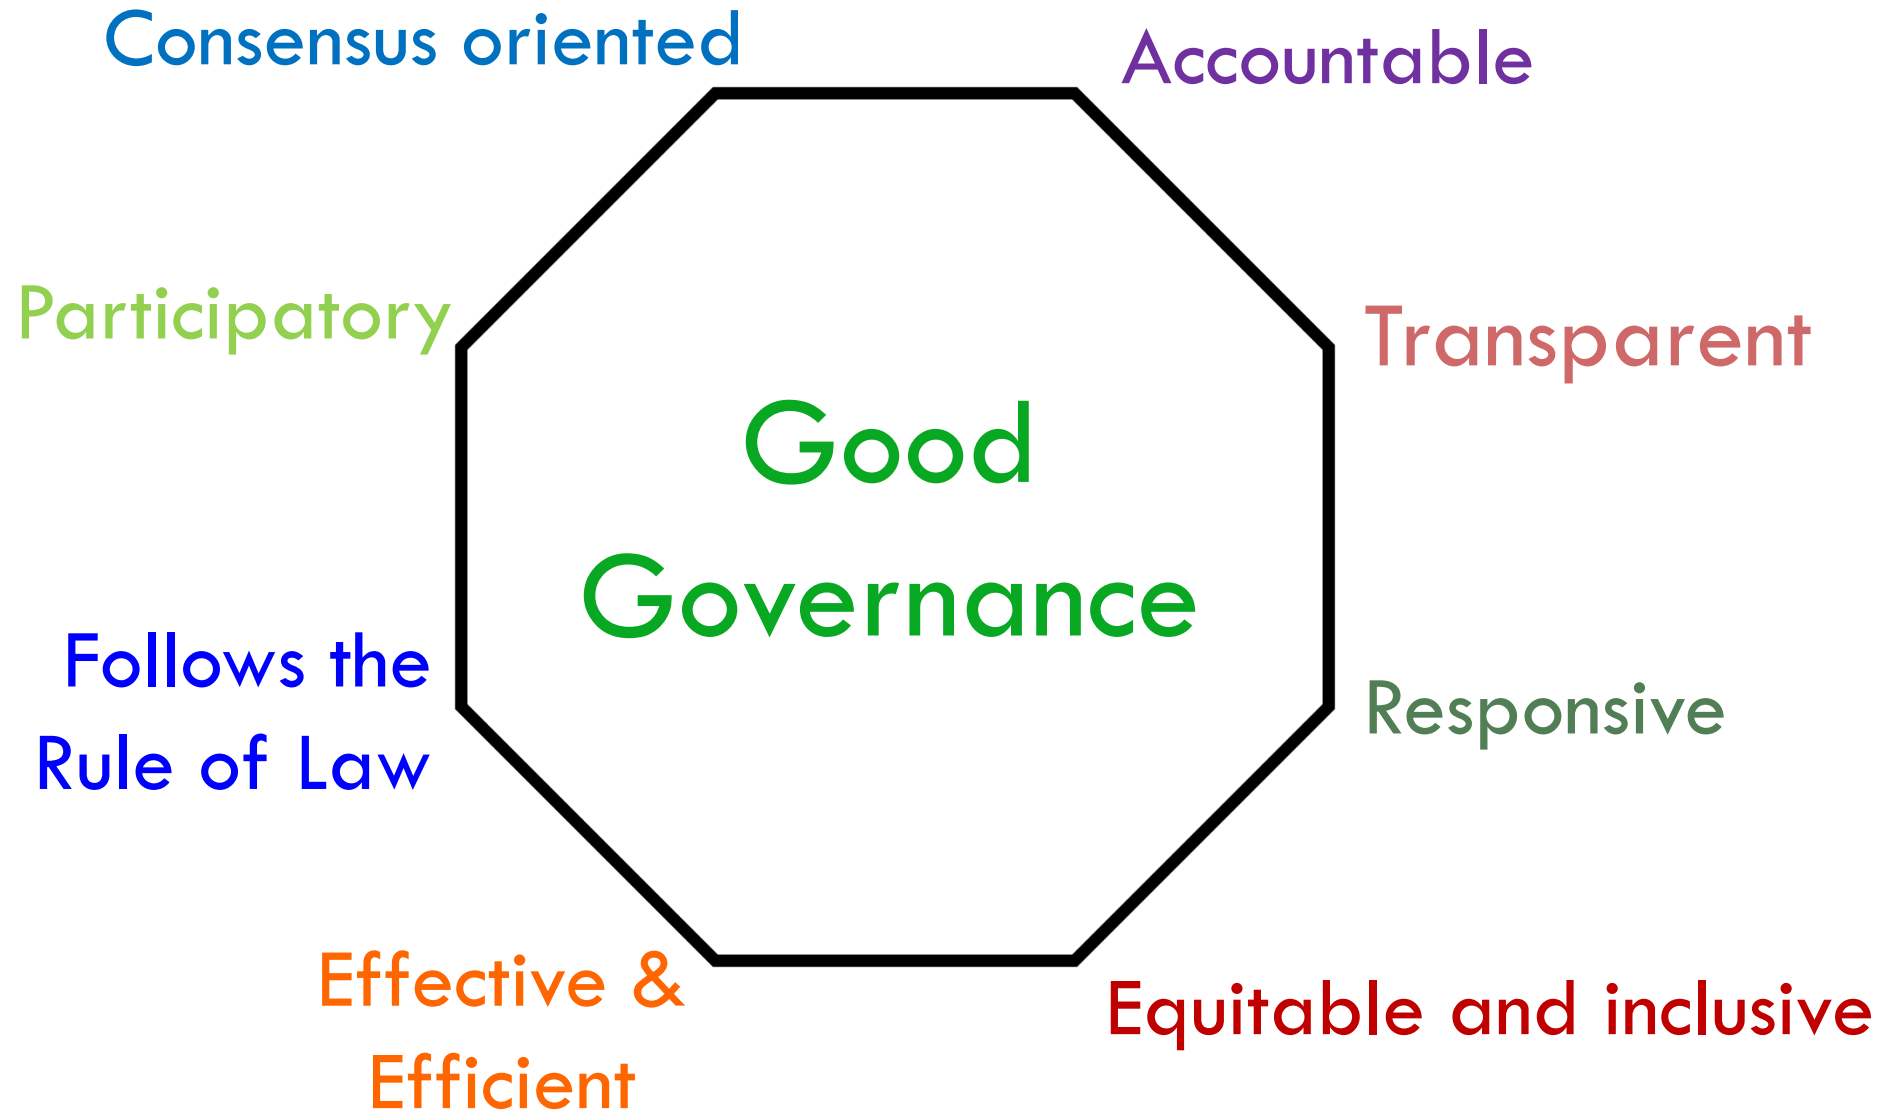 Consensus oriented
Accountable
Participatory
Transparent
Good
Governance
Follows the
Rule of Law
Responsive
Effective &
Efficient
Equitable and inclusive